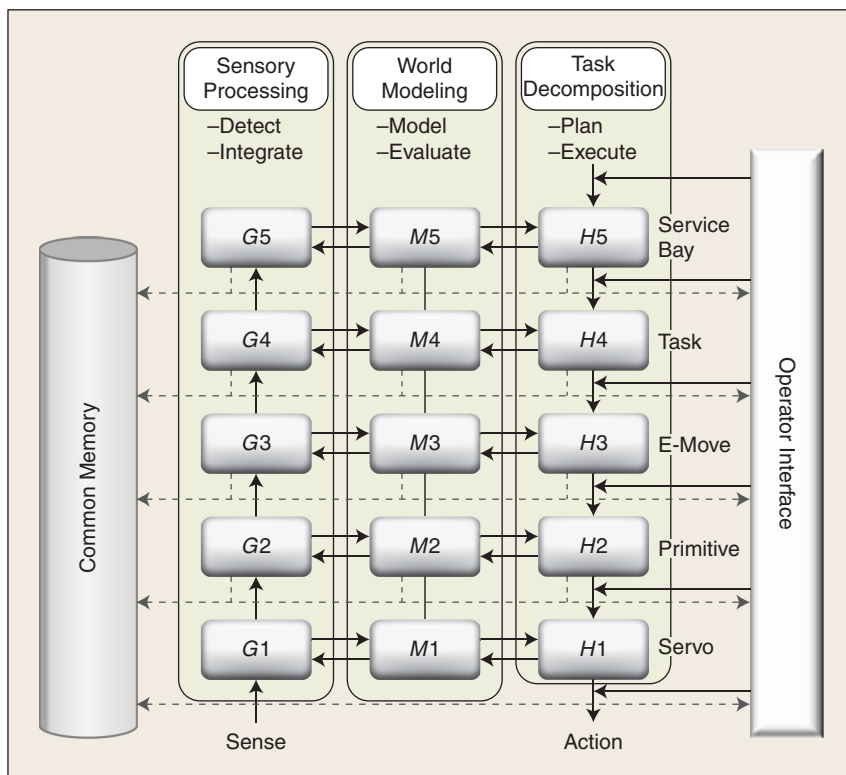 Sensory
Processing
World
Modeling
Task
Decomposition
–Detect
–Integrate
–Model
–Evaluate
–Plan
–Execute
G5
M5
H5
Service
Bay
G4
M4
H4
Task
G3
M3
H3
E-Move
G2
M2
H2
Primitive
G1
M1
H1
Servo
Sense
Action
Common Memory
Operator Interface